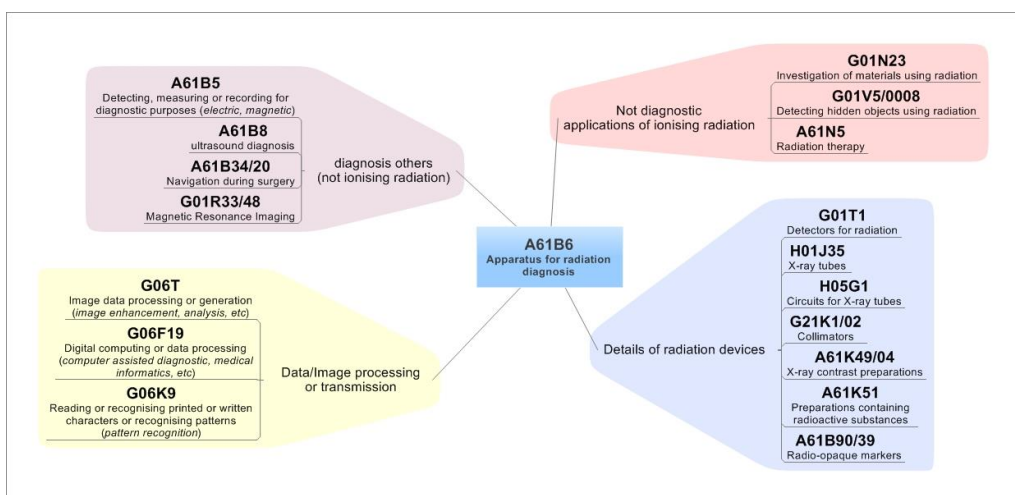 A61B5
Detecting, measuring or recording for
diagnostic purposes (electric, magnetic)
A61B8
ultrasound diagnosis
A61B34/20
Navigation during surgery
G01R33/48
Magnetic Resonance Imaging
diagnosis others
(not ionising radiation)
Not diagnostic
applications of ionising radiation
G01N23
Investigation of materials using radiation
G01V5/0008
Detecting hidden objects using radiation
A61N5
Radiation therapy
A61B6
Apparatus for radiation
diagnosis
G06T
Image data processing or generation
(image enhancement, analysis, etc)
G06F19
Digital computing or data processing
(computer assisted diagnostic, medical
informatics, etc)
G06K9
Reading or recognising printed or written
characters or recognising patterns
(pattern recognition)
Data/Image processing
or transmission
Details of radiation devices
G01T1
Detectors for radiation
H01J35
X-ray tubes
H05G1
Circuits for X-ray tubes
G21K1/02
Collimators
A61K49/04
X-ray contrast preparations
A61K51
Preparations containing
radioactive substances
A61B90/39
Radio-opaque markers